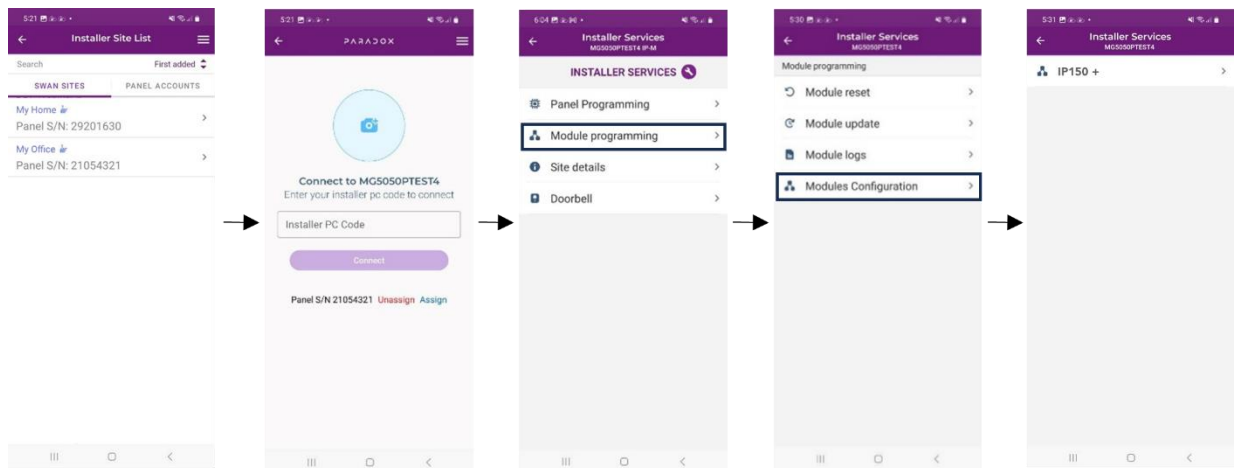 5:21
Installer Site List
Search
First added
SWAN SITES
PANEL ACCOUNTS
My Home
Panel S/N: 29201630
My Office
Panel S/N: 21054321
5:21
PARADOX
Connect to MG5050PTEST4
Enter your installer pc code to connect
Installer PC Code
Connect
Panel S/N 21054321 Unassign Assign
6:04
Installer Services
MG5050PTEST4 IP-M
INSTALLER SERVICES
Panel Programming
Module programming
Site details
Doorbell
5:30
Installer Services
MG5050PTEST4
Module programming
Module reset
Module update
Module logs
Modules Configuration
5:31
Installer Services
MG5050PTEST4
IP150 +